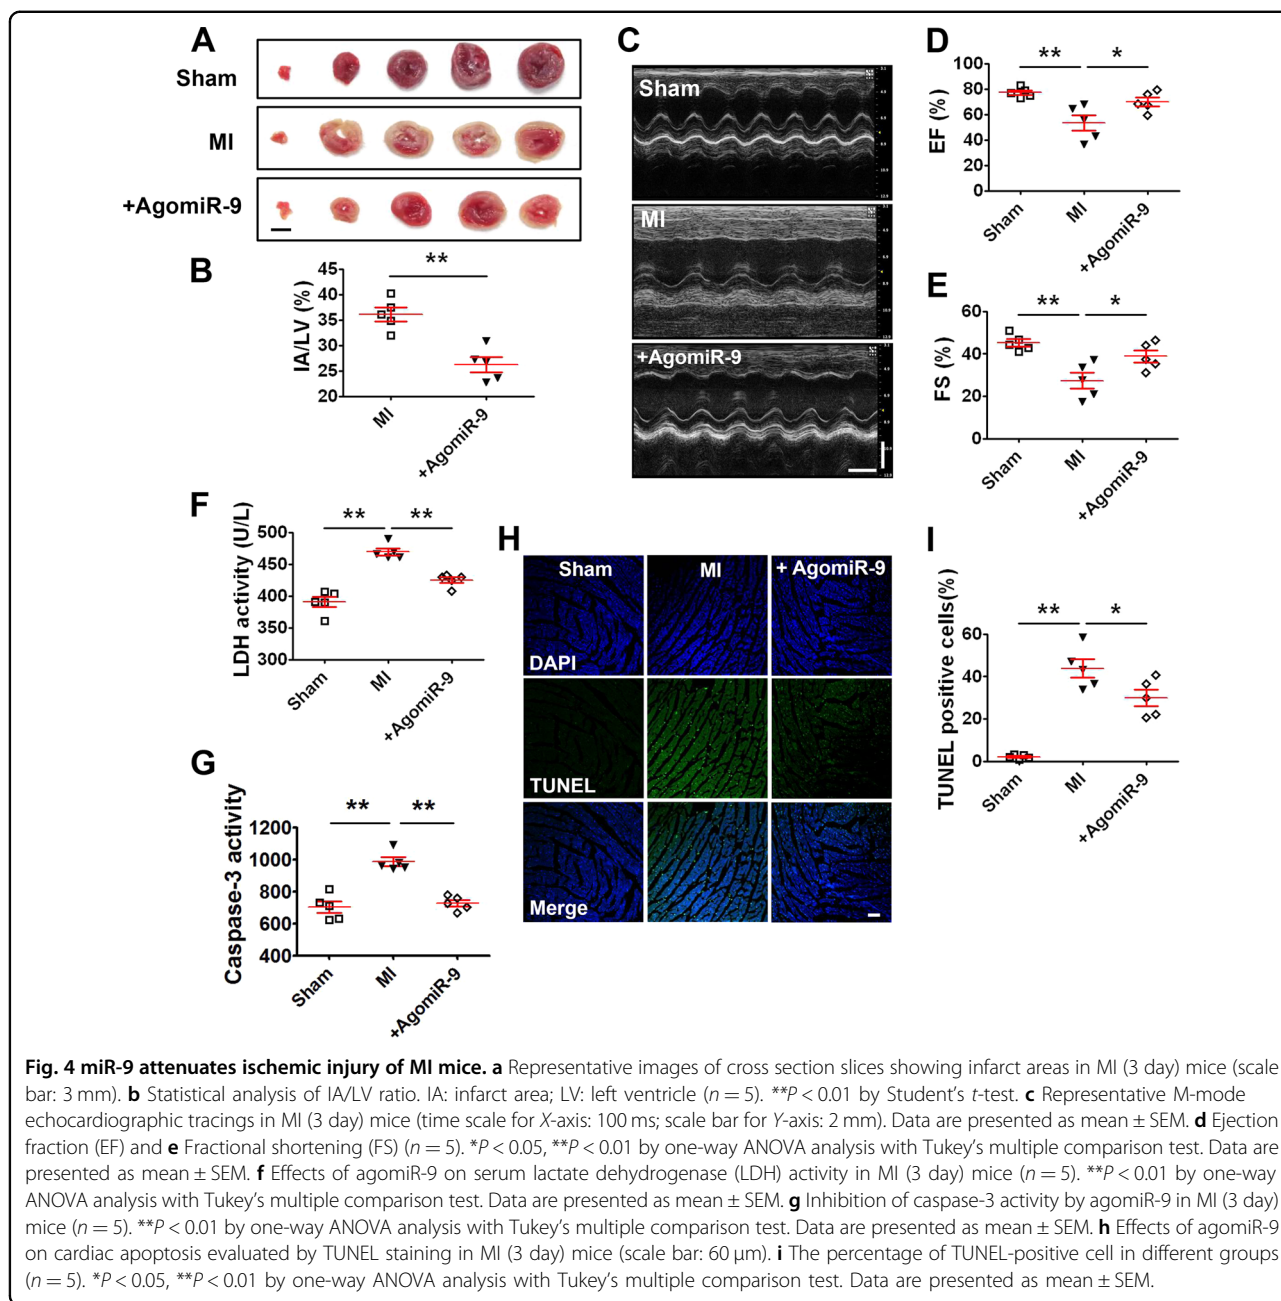 A
Sham
MI
+AgomiR-9
B
IA/LV (%)
45
40
35
30
25
20
**
MI
+AgomiR-9
C
Sham
MI
+AgomiR-9
D
EF (%)
100
80
60
40
20
0
** *
Sham
MI
+AgomiR-9
E
FS (%)
60
40
20
0
** *
Sham
MI
+AgomiR-9
F
LDH activity (U/L)
500
450
400
350
300
** **
Sham
MI
+AgomiR-9
G
Caspase-3 activity
1200
1000
800
600
400
** **
Sham
MI
+AgomiR-9
H
Sham MI + AgomiR-9
DAPI
TUNEL
Merge
I
TUNEL positive cells(%)
60
40
20
0
** *
Sham
MI
+AgomiR-9
Fig. 4 miR-9 attenuates ischemic injury of MI mice. a Representative images of cross section slices showing infarct areas in MI (3 day) mice (scale
bar: 3 mm). b Statistical analysis of IA/LV ratio. IA: infarct area; LV: left ventricle (n = 5). **P < 0.01 by Student's t-test. c Representative M-mode
echocardiographic tracings in MI (3 day) mice (time scale for X-axis: 100 ms; scale bar for Y-axis: 2 mm). Data are presented as mean ± SEM. d Ejection
fraction (EF) and e Fractional shortening (FS) (n = 5). *P < 0.05, **P < 0.01 by one-way ANOVA analysis with Tukey's multiple comparison test. Data are
presented as mean ± SEM. f Effects of agomiR-9 on serum lactate dehydrogenase (LDH) activity in MI (3 day) mice (n = 5). **P < 0.01 by one-way
ANOVA analysis with Tukey's multiple comparison test. Data are presented as mean ± SEM. g Inhibition of caspase-3 activity by agomiR-9 in MI (3 day)
mice (n = 5). **P < 0.01 by one-way ANOVA analysis with Tukey's multiple comparison test. Data are presented as mean ± SEM. h Effects of agomiR-9
on cardiac apoptosis evaluated by TUNEL staining in MI (3 day) mice (scale bar: 60 μm). i The percentage of TUNEL-positive cell in different groups
(n = 5). *P < 0.05, **P < 0.01 by one-way ANOVA analysis with Tukey's multiple comparison test. Data are presented as mean ± SEM.